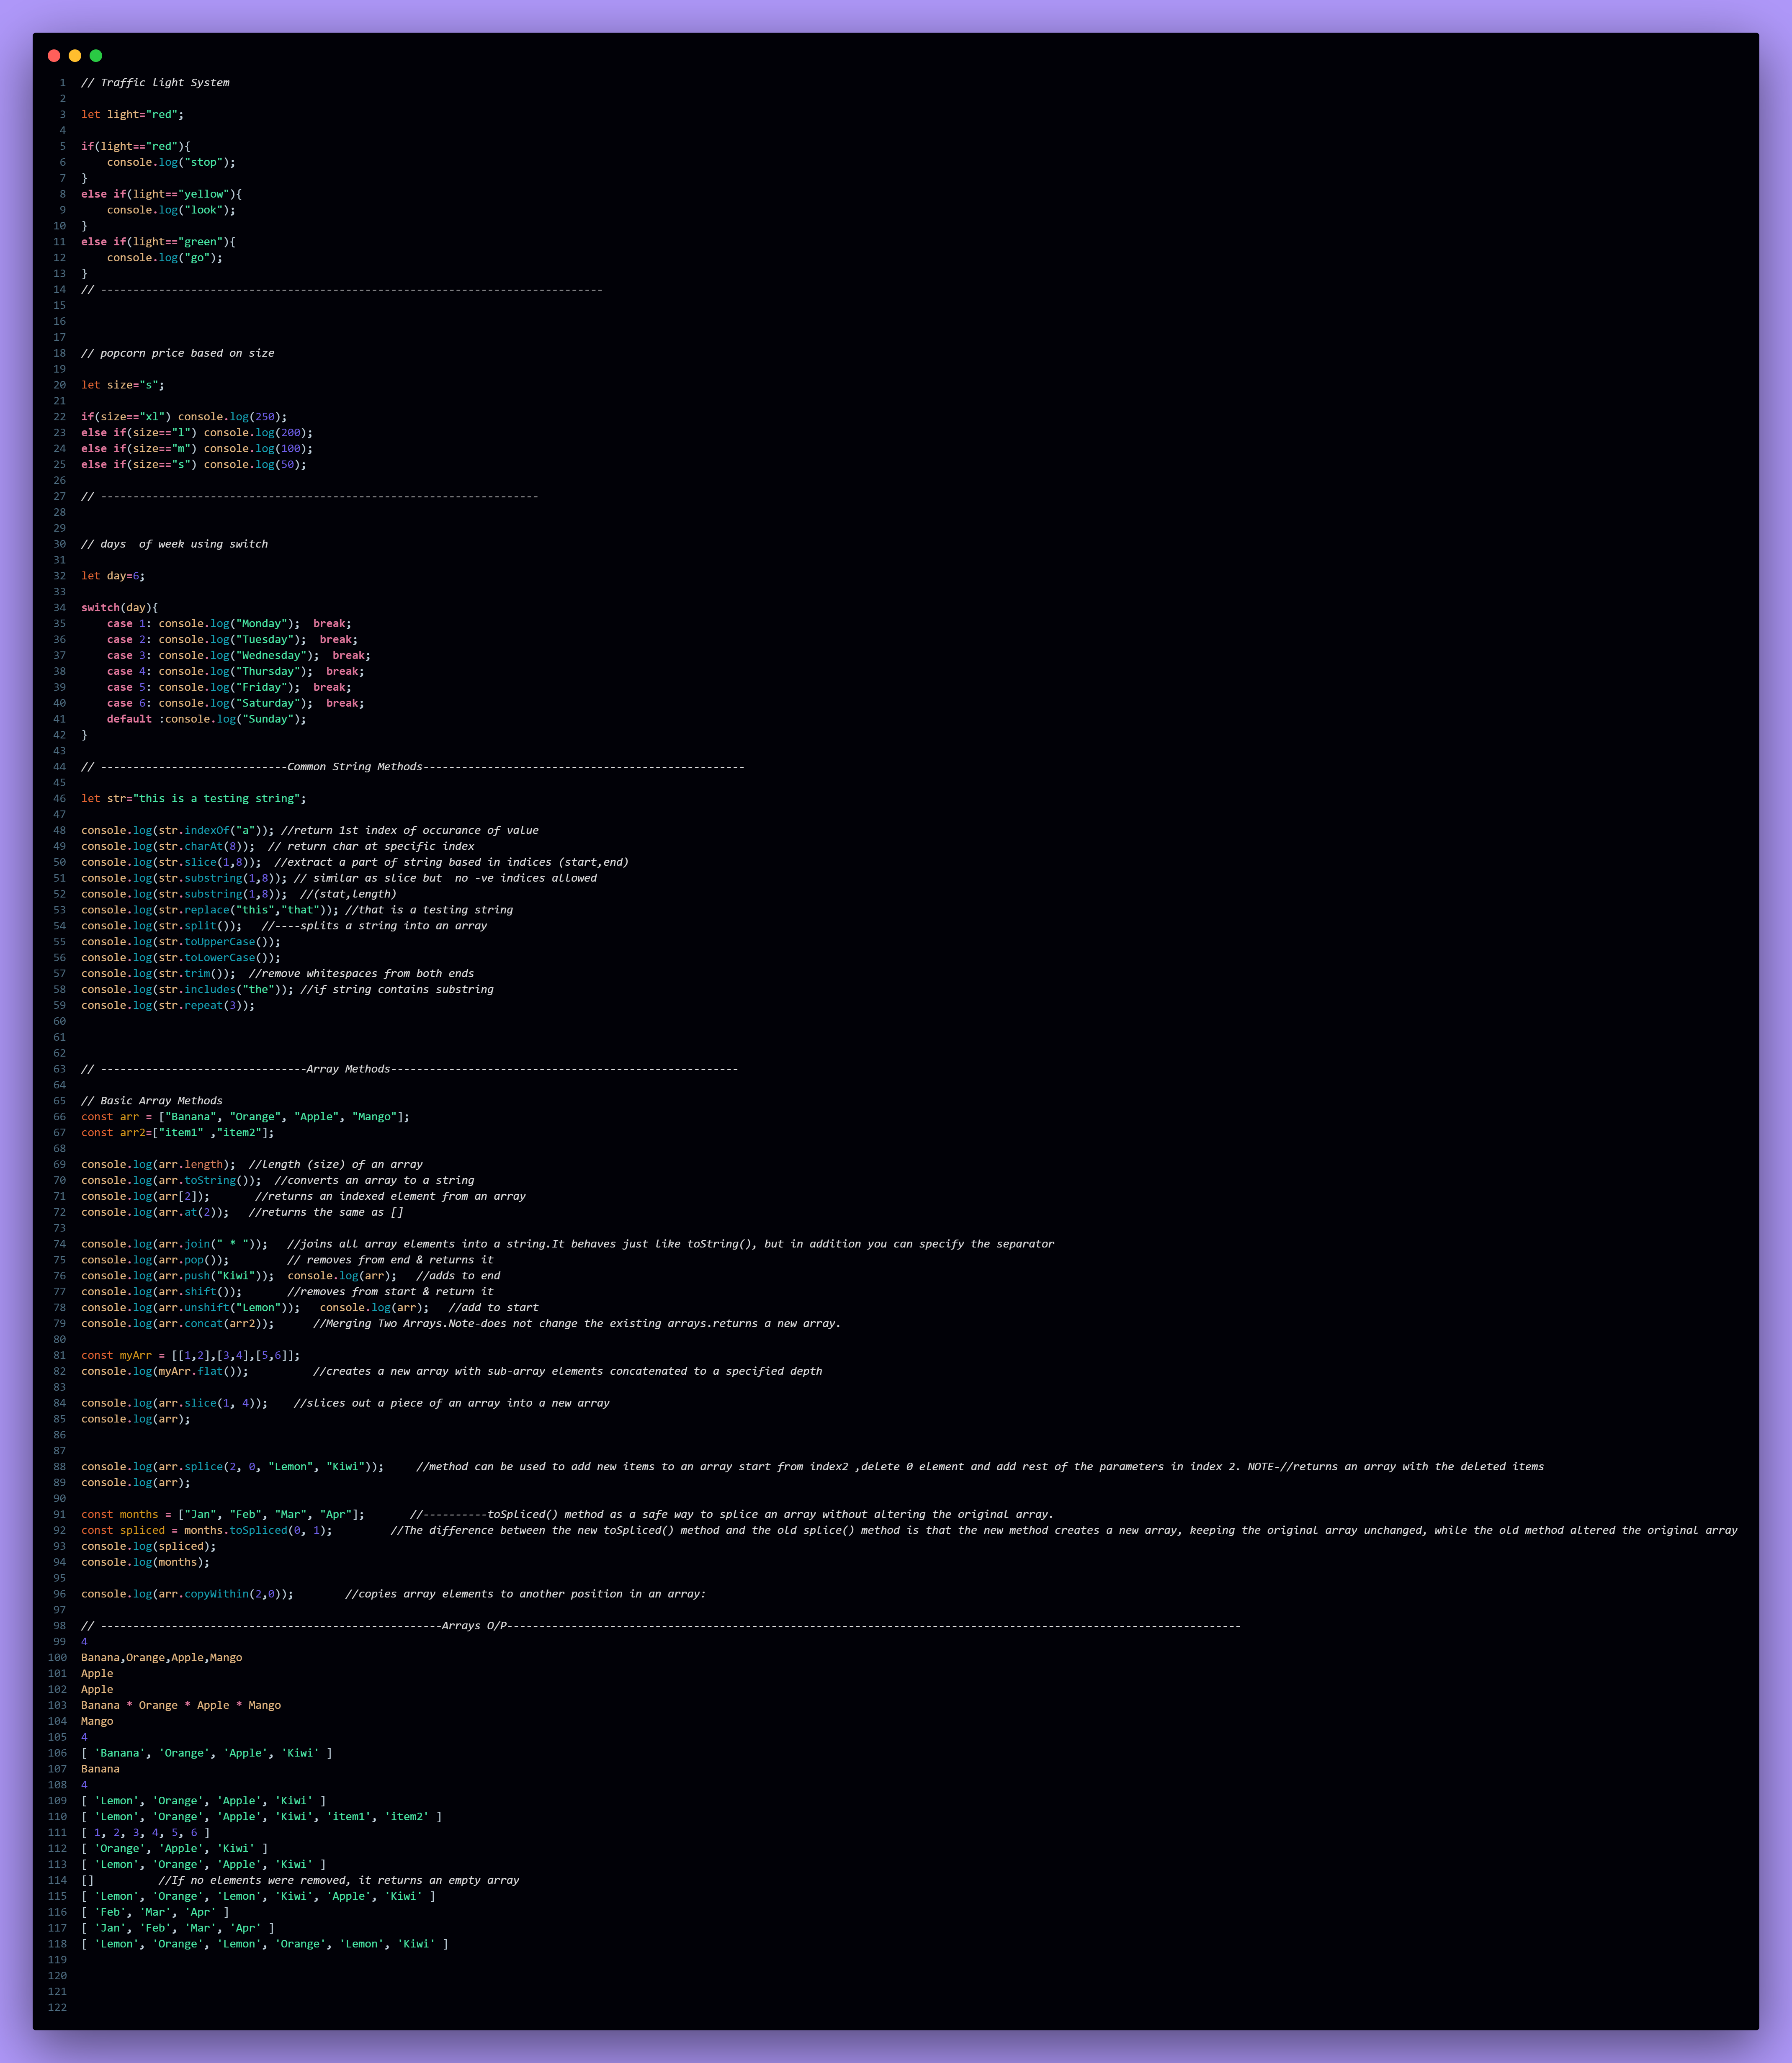 1 // Traffic light System
2
3 let light="red";
4
5 if(light=="red"){
6     console.log("stop");
7 }
8 else if(light=="yellow"){
9     console.log("look");
10 }
11 else if(light=="green"){
12     console.log("go");
13 }
14 // ------------------------------------------------------------------------------
15
16
17
18 // popcorn price based on size
19
20 let size="s";
21
22 if(size=="xl") console.log(250);
23 else if(size=="l") console.log(200);
24 else if(size=="m") console.log(100);
25 else if(size=="s") console.log(50);
26
27 // --------------------------------------------------------------------
28
29
30 // days  of week using switch
31
32 let day=6;
33
34 switch(day){
35     case 1: console.log("Monday");  break;
36     case 2: console.log("Tuesday");  break;
37     case 3: console.log("Wednesday");  break;
38     case 4: console.log("Thursday");  break;
39     case 5: console.log("Friday");  break;
40     case 6: console.log("Saturday");  break;
41     default :console.log("Sunday");
42 }
43
44 // -----------------------------Common String Methods--------------------------------------------------
45
46 let str="this is a testing string";
47
48 console.log(str.indexOf("a")); //return 1st index of occurance of value
49 console.log(str.charAt(8));  // return char at specific index
50 console.log(str.slice(1,8));  //extract a part of string based in indices (start,end)
51 console.log(str.substring(1,8)); // similar as slice but  no -ve indices allowed
52 console.log(str.substring(1,8));  //(stat,length)
53 console.log(str.replace("this","that")); //that is a testing string
54 console.log(str.split());   //----splits a string into an array
55 console.log(str.toUpperCase());
56 console.log(str.toLowerCase());
57 console.log(str.trim());  //remove whitespaces from both ends
58 console.log(str.includes("the")); //if string contains substring
59 console.log(str.repeat(3));
60
61
62
63 // --------------------------------Array Methods------------------------------------------------------
64
65 // Basic Array Methods
66 const arr = ["Banana", "Orange", "Apple", "Mango"];
67 const arr2=["item1" ,"item2"];
68
69 console.log(arr.length);  //length (size) of an array
70 console.log(arr.toString());  //converts an array to a string
71 console.log(arr[2]);       //returns an indexed element from an array
72 console.log(arr.at(2));   //returns the same as []
73
74 console.log(arr.join(" * "));   //joins all array elements into a string.It behaves just like toString(), but in addition you can specify the separator
75 console.log(arr.pop());         // removes from end & returns it
76 console.log(arr.push("Kiwi"));  console.log(arr);   //adds to end
77 console.log(arr.shift());       //removes from start & return it
78 console.log(arr.unshift("Lemon"));   console.log(arr);   //add to start
79 console.log(arr.concat(arr2));      //Merging Two Arrays.Note-does not change the existing arrays.returns a new array.
80
81 const myArr = [[1,2],[3,4],[5,6]];
82 console.log(myArr.flat());          //creates a new array with sub-array elements concatenated to a specified depth
83
84 console.log(arr.slice(1, 4));    //slices out a piece of an array into a new array
85 console.log(arr);
86
87
88 console.log(arr.splice(2, 0, "Lemon", "Kiwi"));     //method can be used to add new items to an array start from index2 ,delete 0 element and add rest of the parameters in index 2. NOTE-//returns an array with the deleted items
89 console.log(arr);
90
91 const months = ["Jan", "Feb", "Mar", "Apr"];       //----------toSpliced() method as a safe way to splice an array without altering the original array.
92 const spliced = months.toSpliced(0, 1);         //The difference between the new toSpliced() method and the old splice() method is that the new method creates a new array, keeping the original array unchanged, while the old method altered the original array
93 console.log(spliced);
94 console.log(months);
95
96 console.log(arr.copyWithin(2,0));        //copies array elements to another position in an array:
97
98 // -----------------------------------------------------Arrays O/P------------------------------------------------------------------------------------------------------------------
99 4
100 Banana,Orange,Apple,Mango
101 Apple
102 Apple
103 Banana * Orange * Apple * Mango
104 Mango
105 4
106 [ 'Banana', 'Orange', 'Apple', 'Kiwi' ]
107 Banana
108 4
109 [ 'Lemon', 'Orange', 'Apple', 'Kiwi' ]
110 [ 'Lemon', 'Orange', 'Apple', 'Kiwi', 'item1', 'item2' ]
111 [ 1, 2, 3, 4, 5, 6 ]
112 [ 'Orange', 'Apple', 'Kiwi' ]
113 [ 'Lemon', 'Orange', 'Apple', 'Kiwi' ]
114 []          //If no elements were removed, it returns an empty array
115 [ 'Lemon', 'Orange', 'Lemon', 'Kiwi', 'Apple', 'Kiwi' ]
116 [ 'Feb', 'Mar', 'Apr' ]
117 [ 'Jan', 'Feb', 'Mar', 'Apr' ]
118 [ 'Lemon', 'Orange', 'Lemon', 'Orange', 'Lemon', 'Kiwi' ]
119
120
121
122